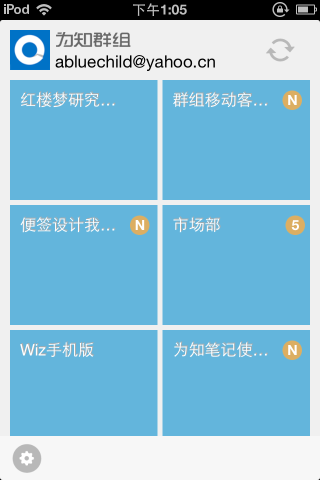 iPod 下午1:05
为知群组
abluechild@yahoo.cn
红楼梦研究… 群组移动客… N
便签设计我… N 市场部 5
Wiz手机版 为知笔记使… N